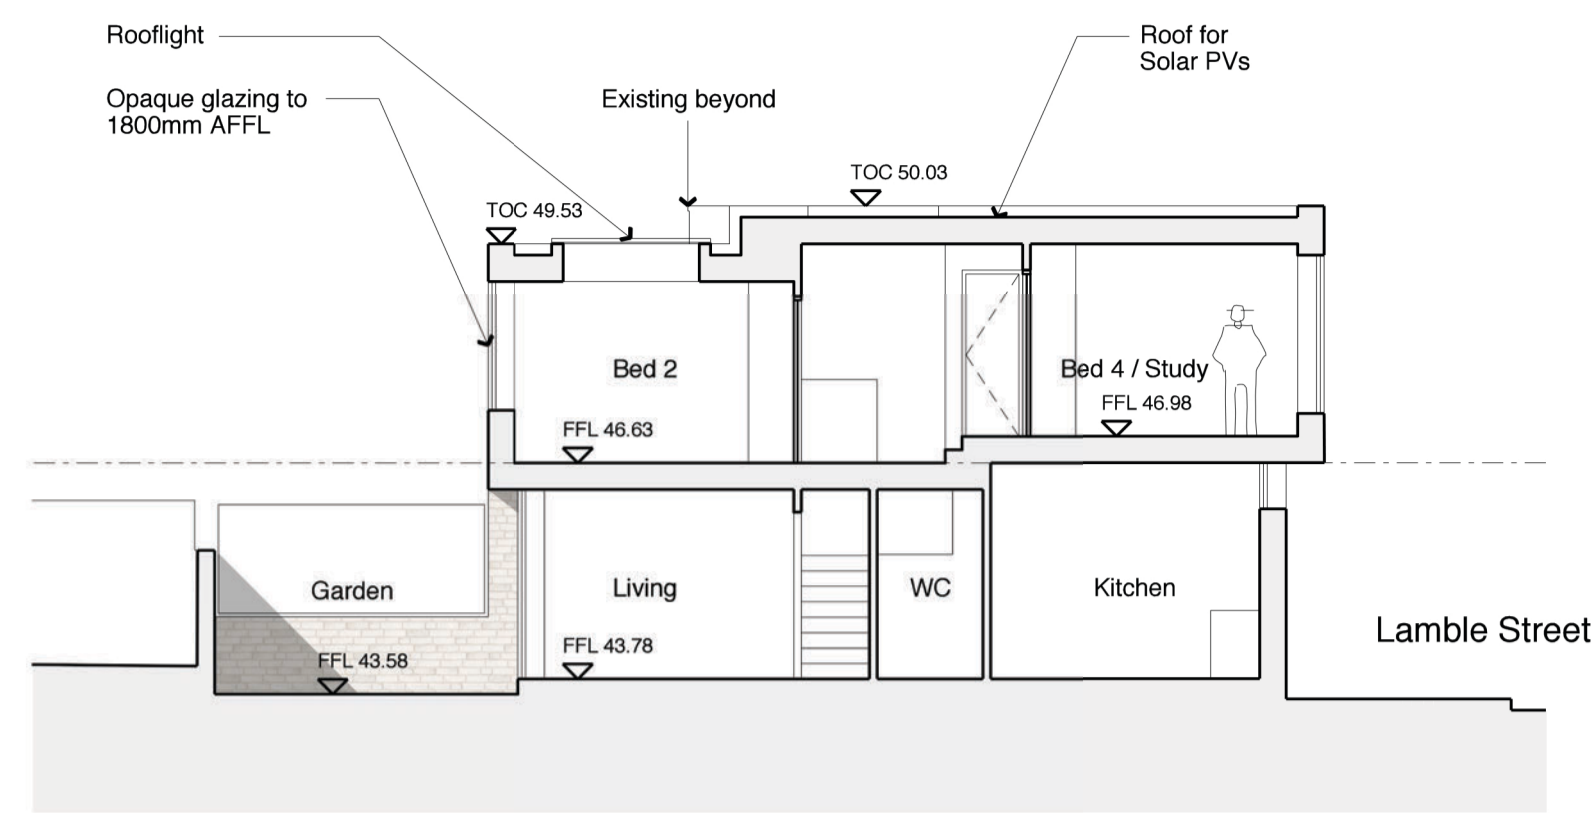 Rooflight
Opaque glazing to
1800mm AFFL
Existing beyond
Roof for
Solar PVs
TOC 50.03
TOC 49.53
Bed 2
FFL 46.63
Bed 4 / Study
FFL 46.98
Garden
FFL 43.58
Living
FFL 43.78
WC
Kitchen
Lamble Street